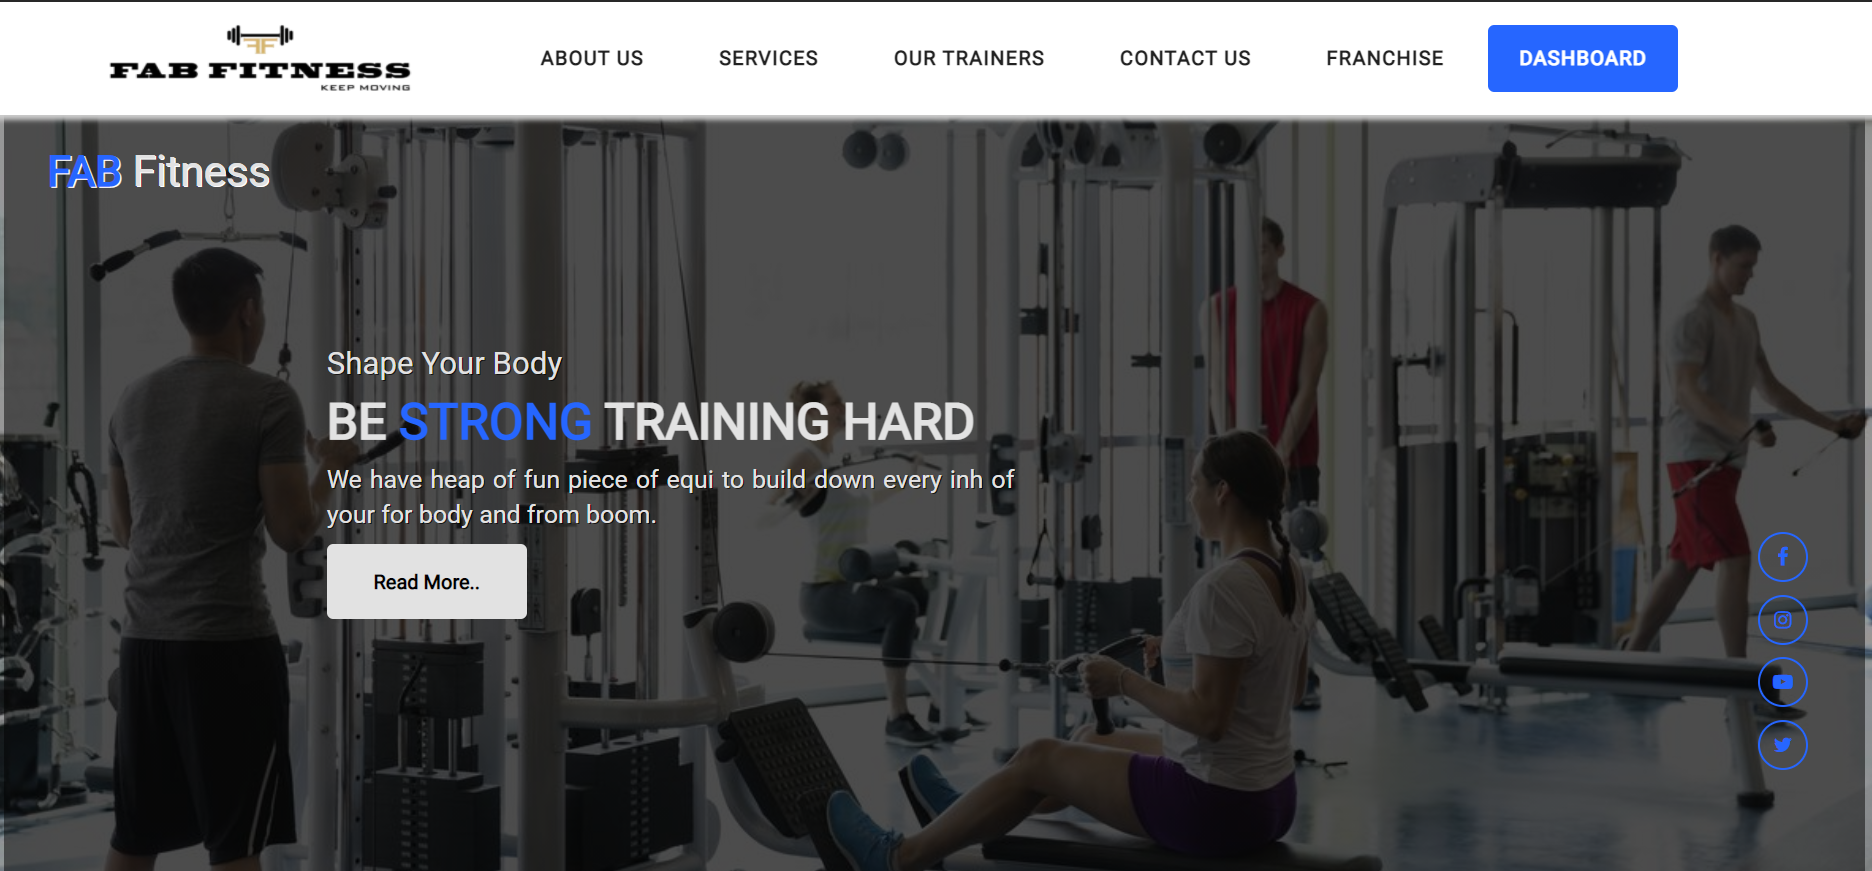 FF
FAB FITNESS
KEEP MOVING
ABOUT US
SERVICES
OUR TRAINERS
CONTACT US
FRANCHISE
DASHBOARD
FAB Fitness
Shape Your Body
BE STRONG TRAINING HARD
We have heap of fun piece of equi to build down every inh of
your for body and from boom.
Read More..